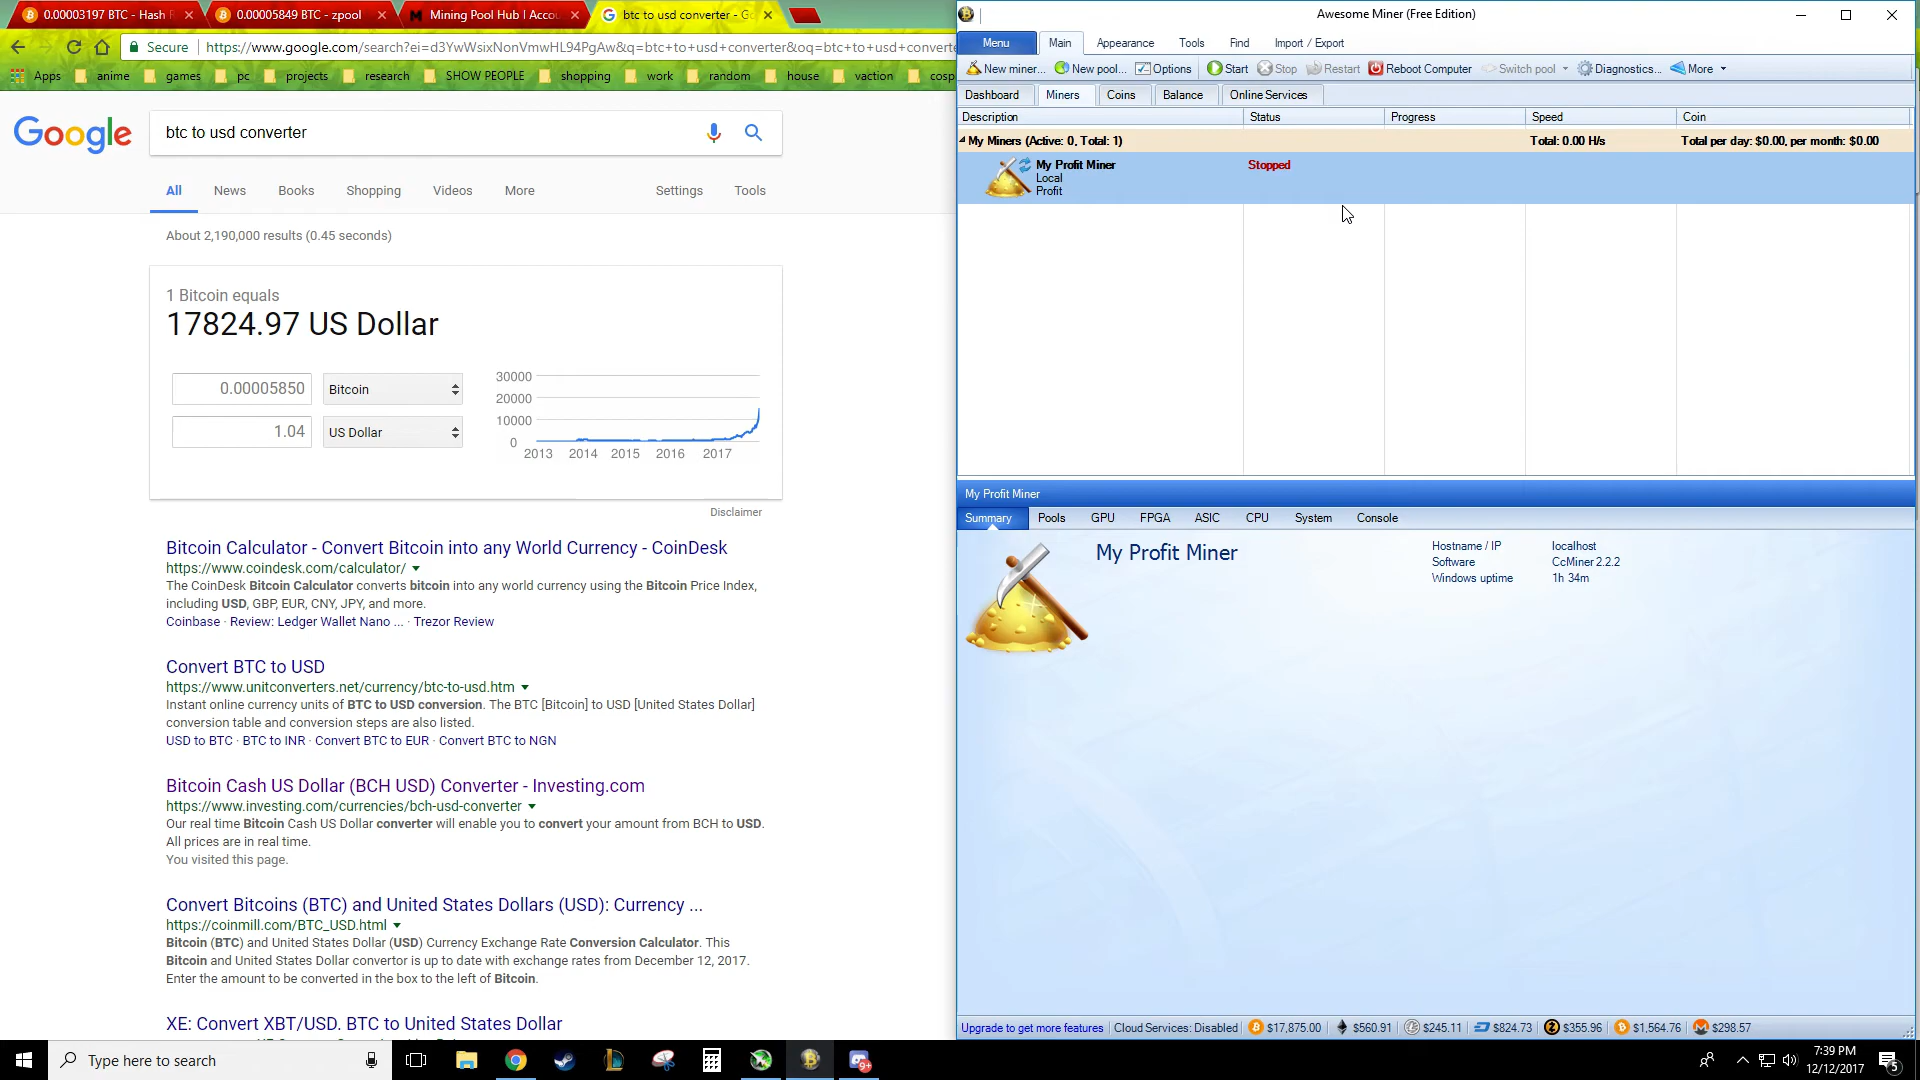 0.00003197 BTC - Hash R
0.00005849 BTC - zpool
Mining Pool Hub | Accou
btc to usd converter - Go
Secure
https://www.google.com/search?ei=d3YwWsixNonVmwHL94PgAw&q=btc+to+usd+converter&oq=btc+to+usd+converte
Apps
anime
games
pc
projects
research
SHOW PEOPLE
shopping
work
random
house
vaction
cosp
Google
btc to usd converter
All
News
Books
Shopping
Videos
More
Settings
Tools
About 2,190,000 results (0.45 seconds)
1 Bitcoin equals
17824.97 US Dollar
0.00005850
Bitcoin
1.04
US Dollar
30000
20000
10000
0
2013
2014
2015
2016
2017
Disclaimer
Bitcoin Calculator - Convert Bitcoin into any World Currency - CoinDesk
https://www.coindesk.com/calculator/
The CoinDesk Bitcoin Calculator converts bitcoin into any world currency using the Bitcoin Price Index,
including USD, GBP, EUR, CNY, JPY, and more.
Coinbase · Review: Ledger Wallet Nano ... · Trezor Review
Convert BTC to USD
https://www.unitconverters.net/currency/btc-to-usd.htm
Instant online currency units of BTC to USD conversion. The BTC [Bitcoin] to USD [United States Dollar]
conversion table and conversion steps are also listed.
USD to BTC · BTC to INR · Convert BTC to EUR · Convert BTC to NGN
Bitcoin Cash US Dollar (BCH USD) Converter - Investing.com
https://www.investing.com/currencies/bch-usd-converter
Our real time Bitcoin Cash US Dollar converter will enable you to convert your amount from BCH to USD.
All prices are in real time.
You visited this page.
Convert Bitcoins (BTC) and United States Dollars (USD): Currency ...
https://coinmill.com/BTC_USD.html
Bitcoin (BTC) and United States Dollar (USD) Currency Exchange Rate Conversion Calculator. This
Bitcoin and United States Dollar convertor is up to date with exchange rates from December 12, 2017.
Enter the amount to be converted in the box to the left of Bitcoin.
XE: Convert XBT/USD. BTC to United States Dollar
Awesome Miner (Free Edition)
Menu
Main
Appearance
Tools
Find
Import / Export
New miner...
New pool...
Options
Start
Stop
Restart
Reboot Computer
Switch pool
Diagnostics...
More
Dashboard
Miners
Coins
Balance
Online Services
Description
Status
Progress
Speed
Coin
My Miners (Active: 0, Total: 1)
Total: 0.00 H/s
Total per day: $0.00, per month: $0.00
My Profit Miner
Local
Profit
Stopped
My Profit Miner
Summary
Pools
GPU
FPGA
ASIC
CPU
System
Console
My Profit Miner
Hostname / IP
localhost
Software
CcMiner 2.2.2
Windows uptime
1h 34m
Upgrade to get more features
Cloud Services: Disabled
$17,875.00
$560.91
$245.11
$824.73
$355.96
$1,564.76
$298.57
Type here to search
9+
7:39 PM
12/12/2017
5